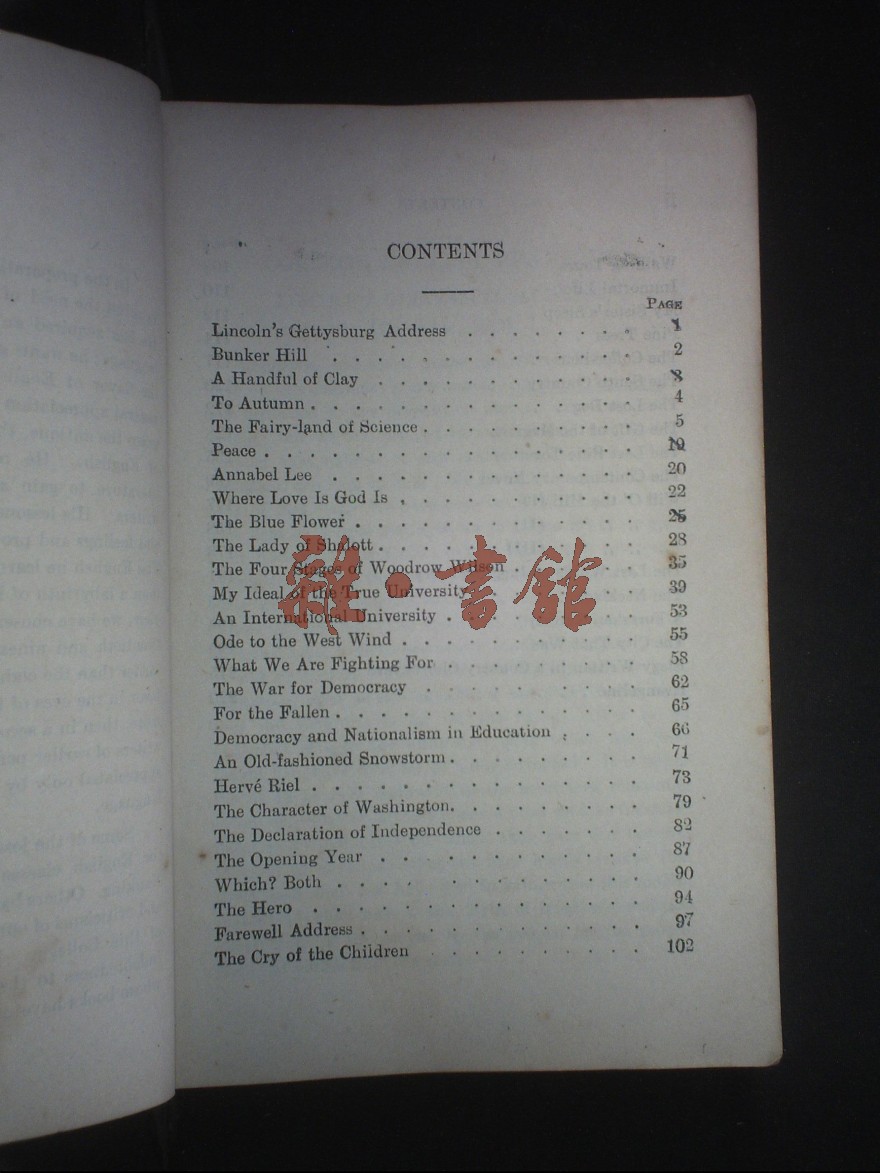 CONTENTS
PAGE
Lincoln's Gettysburg Address . . . . . . . . 1
Bunker Hill . . . . . . . . . . . . . 2
A Handful of Clay . . . . . . . . . . . 3
To Autumn . . . . . . . . . . . . . . 4
The Fairy-land of Science . . . . . . . . . 5
Peace . . . . . . . . . . . . . . . . 19
Annabel Lee . . . . . . . . . . . . . 20
Where Love Is God Is . . . . . . . . . . 22
The Blue Flower . . . . . . . . . . . . 25
The Lady of Shalott . . . . . . . . . . . 28
The Four Stages of Woodrow Wilson . . . . . 35
My Ideal of the True University . . . . . . . 39
An International University . . . . . . . . 53
Ode to the West Wind . . . . . . . . . . 55
What We Are Fighting For . . . . . . . . 58
The War for Democracy . . . . . . . . . 62
For the Fallen . . . . . . . . . . . . . 65
Democracy and Nationalism in Education . . . . 66
An Old-fashioned Snowstorm . . . . . . . . 71
Hervé Riel . . . . . . . . . . . . . . 73
The Character of Washington . . . . . . . . 79
The Declaration of Independence . . . . . . 82
The Opening Year . . . . . . . . . . . 87
Which? Both . . . . . . . . . . . . . 90
The Hero . . . . . . . . . . . . . . 94
Farewell Address . . . . . . . . . . . . 97
The Cry of the Children . . . . . . . . . 102
雜·書館